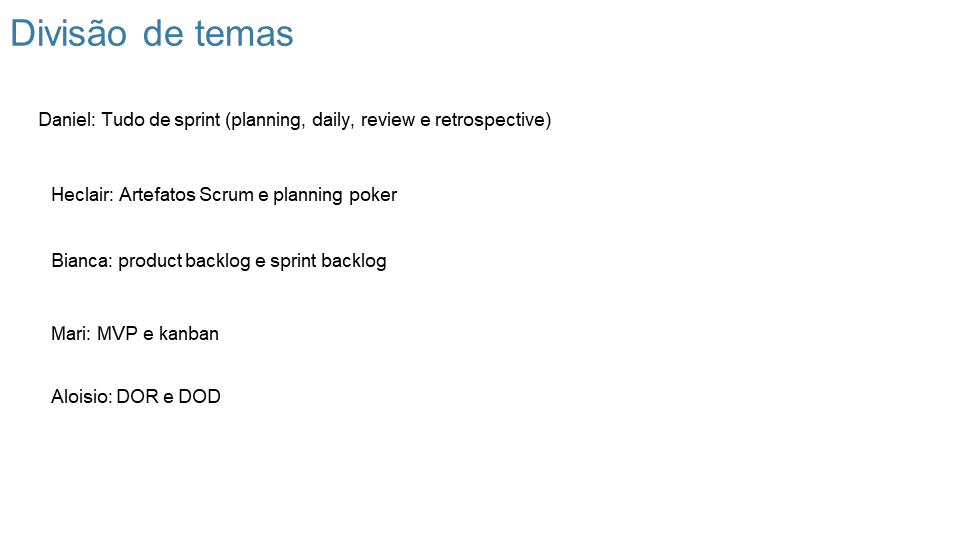 Divisão de temas
Daniel: Tudo de sprint (planning, daily, review e retrospective)
Heclair: Artefatos Scrum e planning poker
Bianca: product backlog e sprint backlog
Mari: MVP e kanban
Aloisio: DOR e DOD